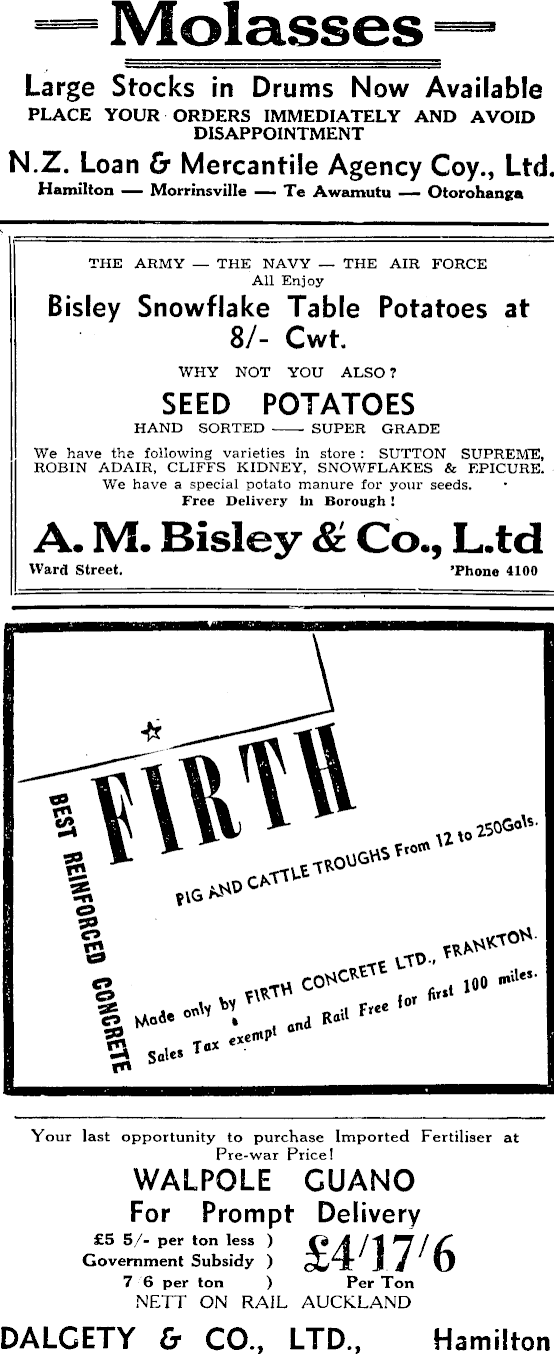 Molasses
Large Stocks in Drums Now Available
PLACE YOUR ORDERS IMMEDIATELY AND AVOID
DISAPPOINTMENT
N.Z. Loan & Mercantile Agency Coy., Ltd.
Hamilton — Morrinsville — Te Awamutu — Otorohanga
THE ARMY — THE NAVY — THE AIR FORCE
All Enjoy
Bisley Snowflake Table Potatoes at
8/- Cwt.
WHY NOT YOU ALSO?
SEED POTATOES
HAND SORTED — SUPER GRADE
We have the following varieties in store: SUTTON SUPREME,
ROBIN ADAIR, CLIFFS KIDNEY, SNOWFLAKES & EPICURE.
We have a special potato manure for your seeds.
Free Delivery in Borough!
A. M. Bisley & Co., L.td
Ward Street. 'Phone 4100
FIRTH
BEST REINFORCED CONCRETE
PIG AND CATTLE TROUGHS From 12 to 250Gals.
Made only by FIRTH CONCRETE LTD., FRANKTON.
Sales Tax exempt and Rail Free for first 100 miles.
Your last opportunity to purchase Imported Fertiliser at
Pre-war Price!
WALPOLE GUANO
For Prompt Delivery
£5 5/- per ton less )
Government Subsidy ) £4/17/6
7 6 per ton ) Per Ton
NETT ON RAIL AUCKLAND
DALGETY & CO., LTD., Hamilton